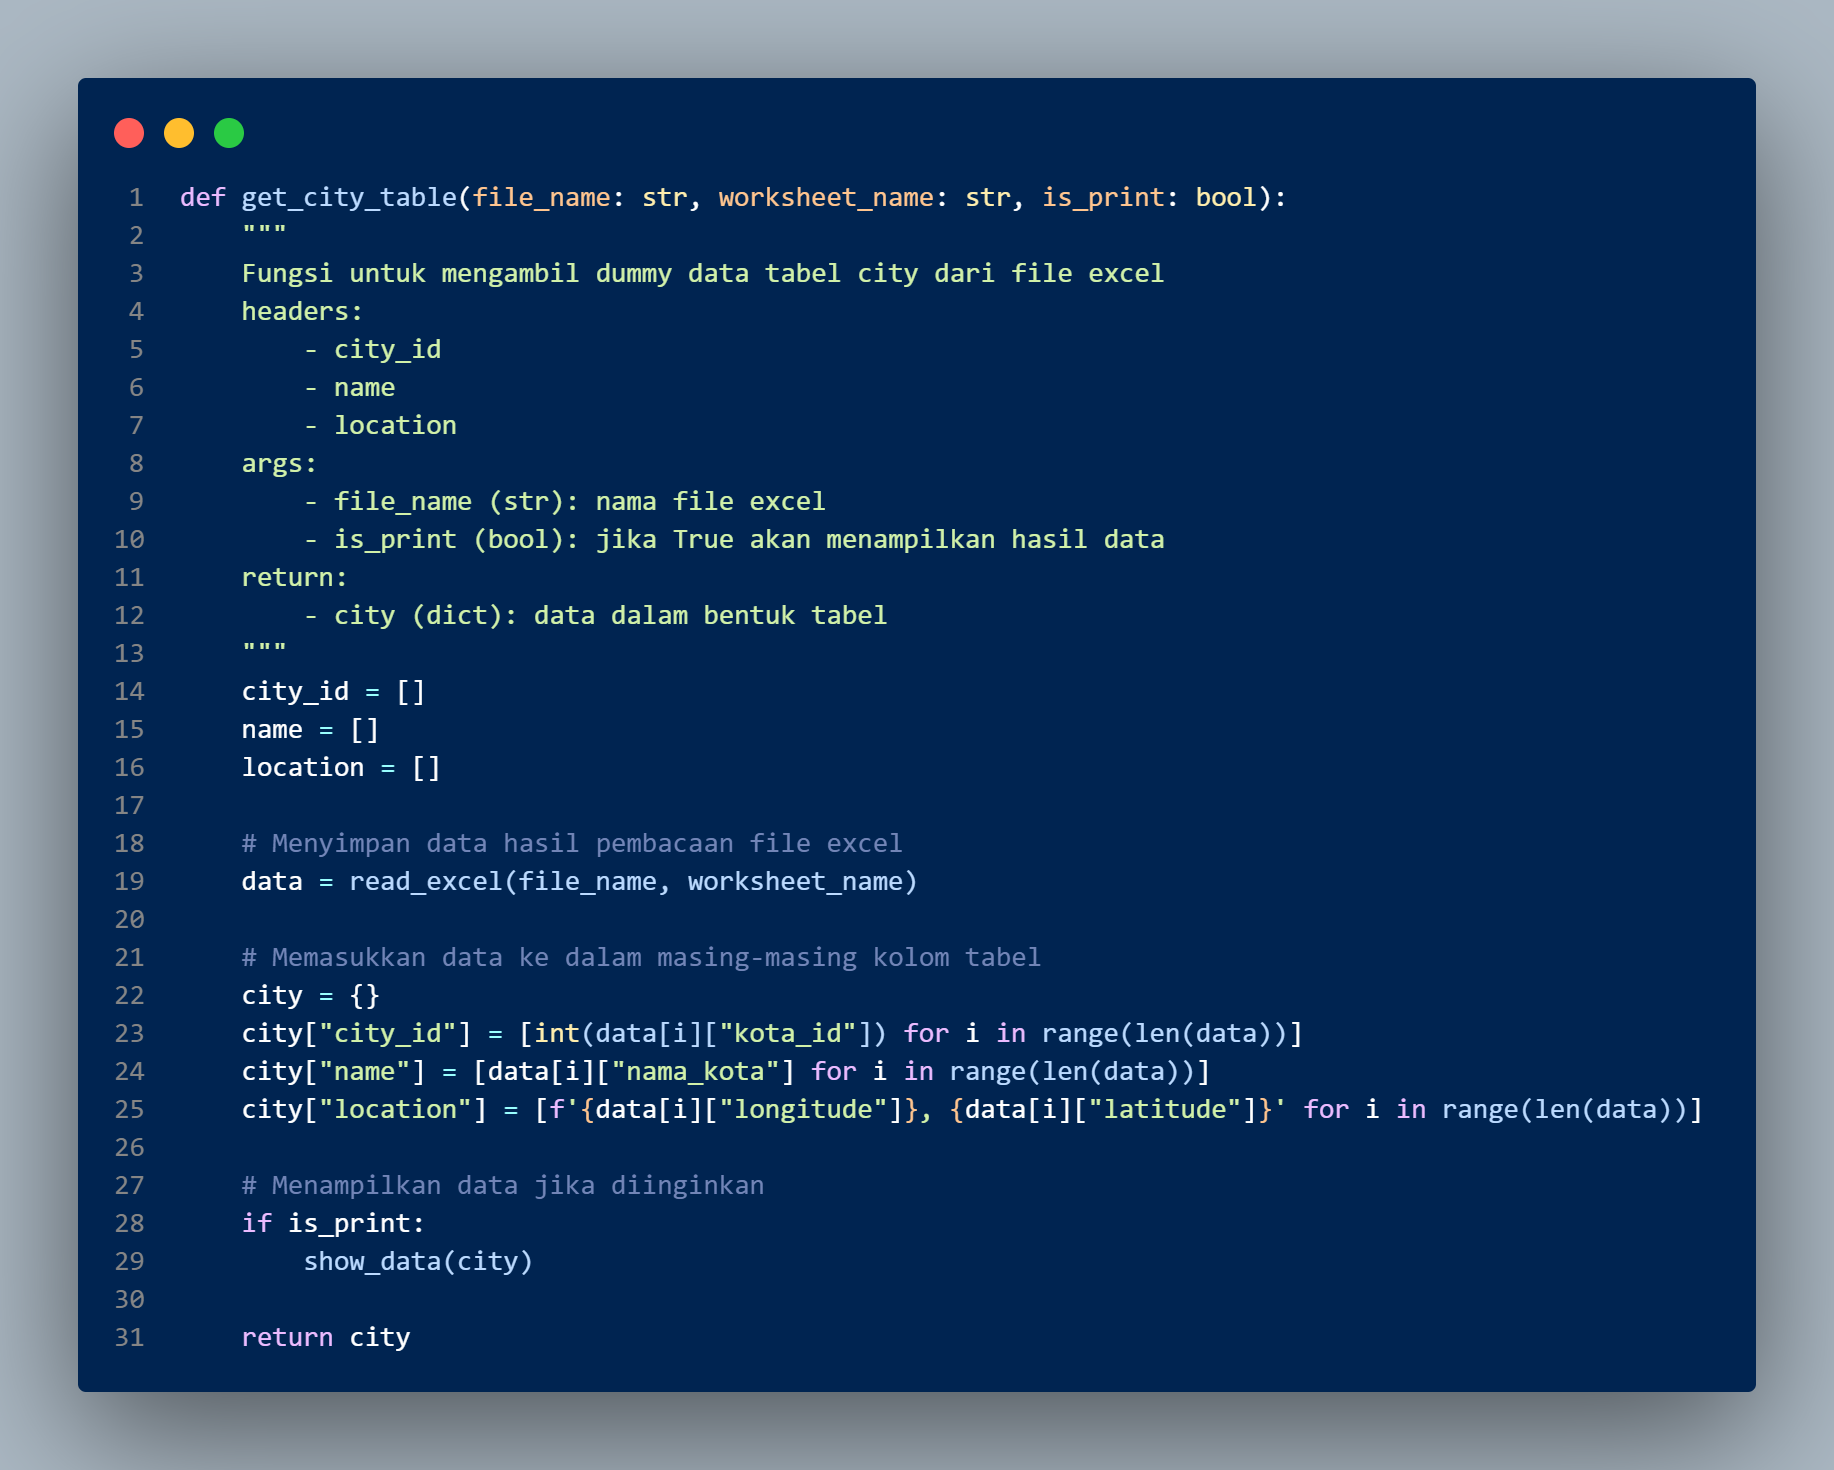 1 def get_city_table(file_name: str, worksheet_name: str, is_print: bool):
2     """
3     Fungsi untuk mengambil dummy data tabel city dari file excel
4     headers:
5         - city_id
6         - name
7         - location
8     args:
9         - file_name (str): nama file excel
10         - is_print (bool): jika True akan menampilkan hasil data
11     return:
12         - city (dict): data dalam bentuk tabel
13     """
14     city_id = []
15     name = []
16     location = []
17
18     # Menyimpan data hasil pembacaan file excel
19     data = read_excel(file_name, worksheet_name)
20
21     # Memasukkan data ke dalam masing-masing kolom tabel
22     city = {}
23     city["city_id"] = [int(data[i]["kota_id"]) for i in range(len(data))]
24     city["name"] = [data[i]["nama_kota"] for i in range(len(data))]
25     city["location"] = [f'{data[i]["longitude"]}, {data[i]["latitude"]}' for i in range(len(data))]
26
27     # Menampilkan data jika diinginkan
28     if is_print:
29         show_data(city)
30
31     return city